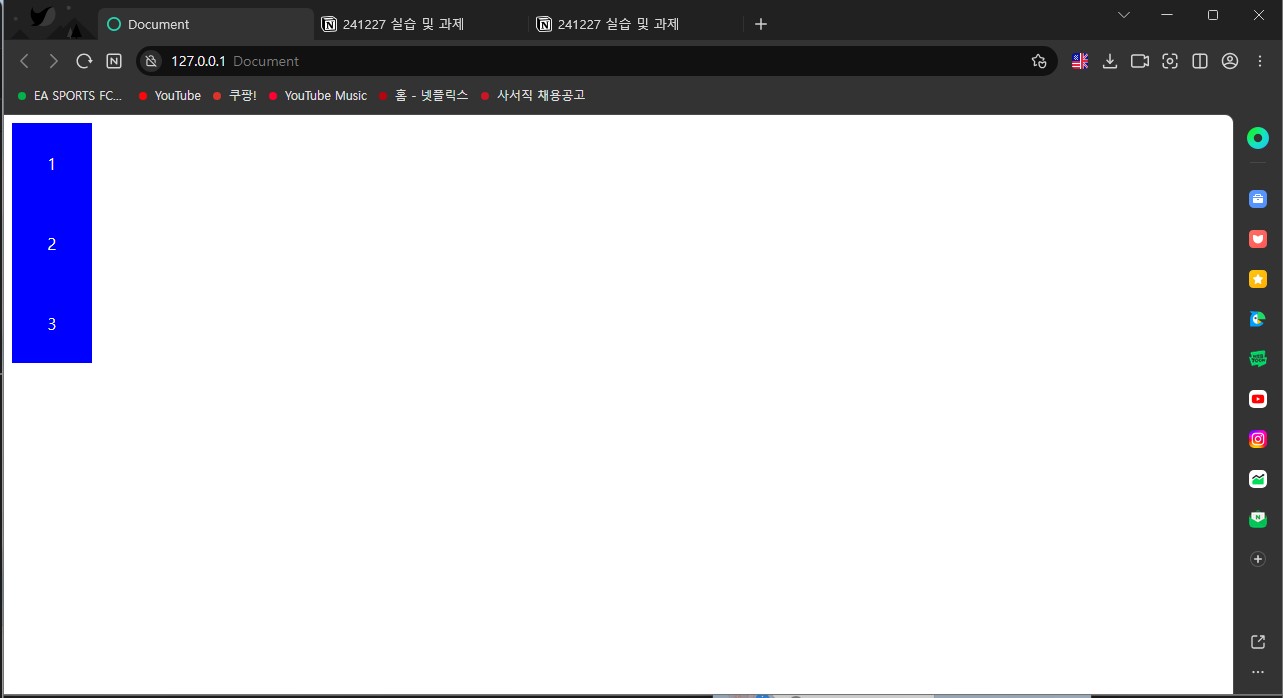 Document
241227 실습 및 과제
241227 실습 및 과제
127.0.0.1 Document
EA SPORTS FC... YouTube 쿠팡! YouTube Music 홈 - 넷플릭스 사서직 채용공고
1
2
3